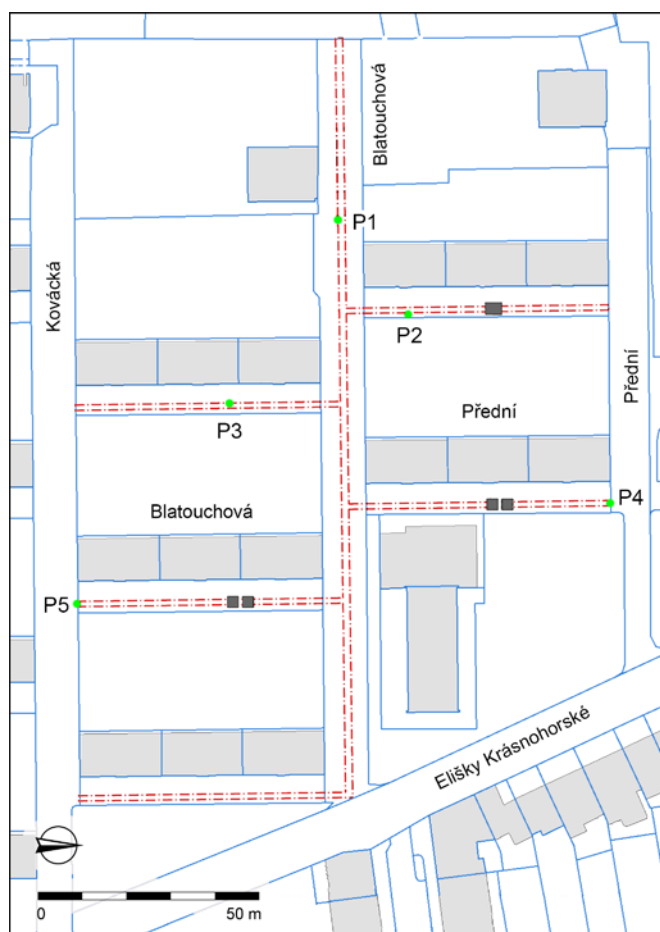 Blatouchová
P1
Kovácká
P2
Přední
P3
Přední
P4
Blatouchová
P5
Elišky Krásnohorské
0
50 m